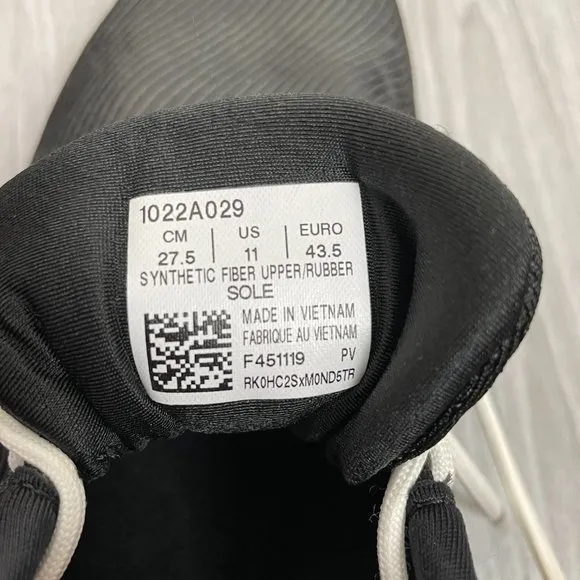 1022A029
CM US EURO
27.5 11 43.5
SYNTHETIC FIBER UPPER/RUBBER
SOLE
MADE IN VIETNAM
FABRIQUE AU VIETNAM
F451119 PV
RK0HC2SxM0ND5TR